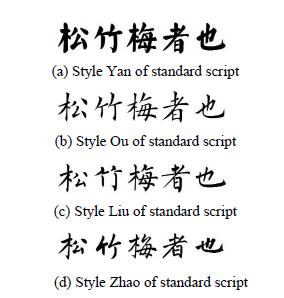 松竹梅者也
(a) Style Yan of standard script
松竹梅者也
(b) Style Ou of standard script
松竹梅者也
(c) Style Liu of standard script
松竹梅者也
(d) Style Zhao of standard script